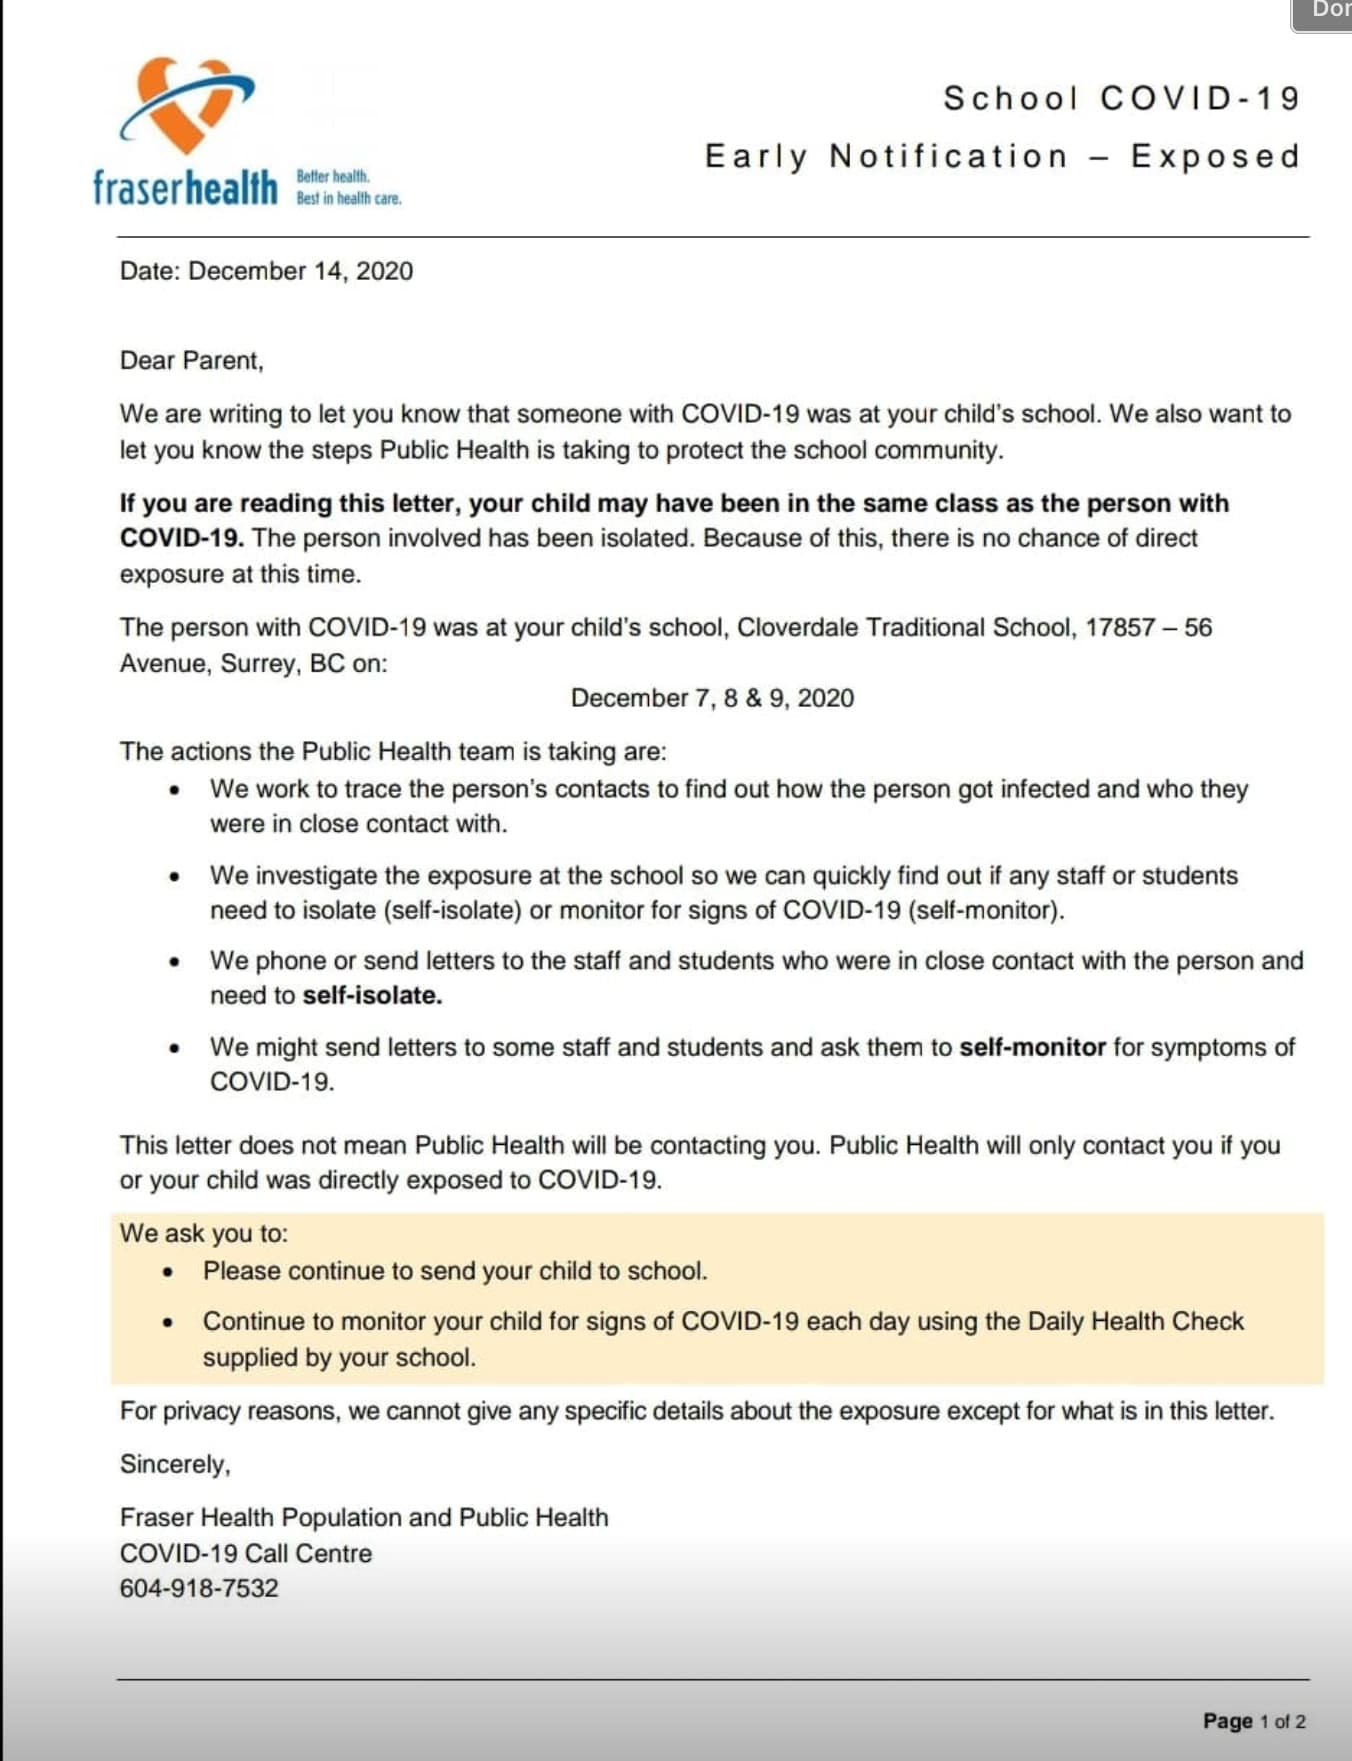 Don
fraserhealth
Better health.
Best in health care.
School COVID-19
Early Notification – Exposed
Date: December 14, 2020
Dear Parent,
We are writing to let you know that someone with COVID-19 was at your child's school. We also want to
let you know the steps Public Health is taking to protect the school community.
If you are reading this letter, your child may have been in the same class as the person with
COVID-19. The person involved has been isolated. Because of this, there is no chance of direct
exposure at this time.
The person with COVID-19 was at your child's school, Cloverdale Traditional School, 17857 – 56
Avenue, Surrey, BC on:
December 7, 8 & 9, 2020
The actions the Public Health team is taking are:
• We work to trace the person's contacts to find out how the person got infected and who they
were in close contact with.
• We investigate the exposure at the school so we can quickly find out if any staff or students
need to isolate (self-isolate) or monitor for signs of COVID-19 (self-monitor).
• We phone or send letters to the staff and students who were in close contact with the person and
need to self-isolate.
• We might send letters to some staff and students and ask them to self-monitor for symptoms of
COVID-19.
This letter does not mean Public Health will be contacting you. Public Health will only contact you if you
or your child was directly exposed to COVID-19.
We ask you to:
• Please continue to send your child to school.
• Continue to monitor your child for signs of COVID-19 each day using the Daily Health Check
supplied by your school.
For privacy reasons, we cannot give any specific details about the exposure except for what is in this letter.
Sincerely,
Fraser Health Population and Public Health
COVID-19 Call Centre
604-918-7532
Page 1 of 2